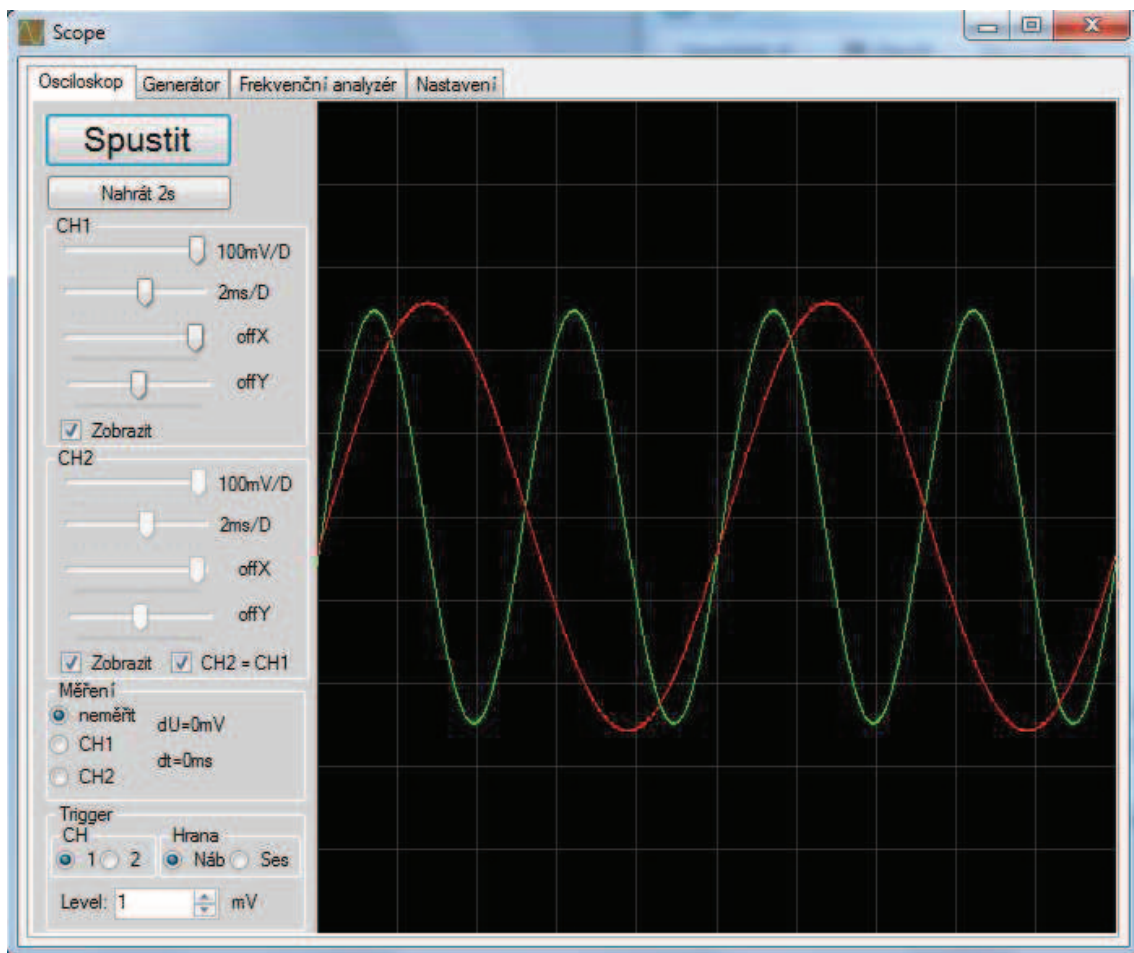 Scope
Osciloskop Generátor Frekvenční analyzér Nastavení
Spustit
Nahrát 2s
CH1
100mV/D
2ms/D
offX
offY
Zobrazit
CH2
100mV/D
2ms/D
offX
offY
Zobrazit CH2 = CH1
Měření
neměřit
dU=0mV
CH1
dt=0ms
CH2
Trigger
CH Hrana
1 2 Náb Ses
Level: 1 mV